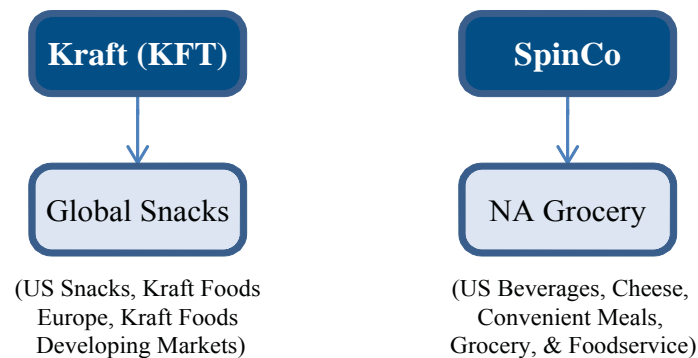 Kraft (KFT)
SpinCo
Global Snacks
NA Grocery
(US Snacks, Kraft Foods
Europe, Kraft Foods
Developing Markets)
(US Beverages, Cheese,
Convenient Meals,
Grocery, & Foodservice)